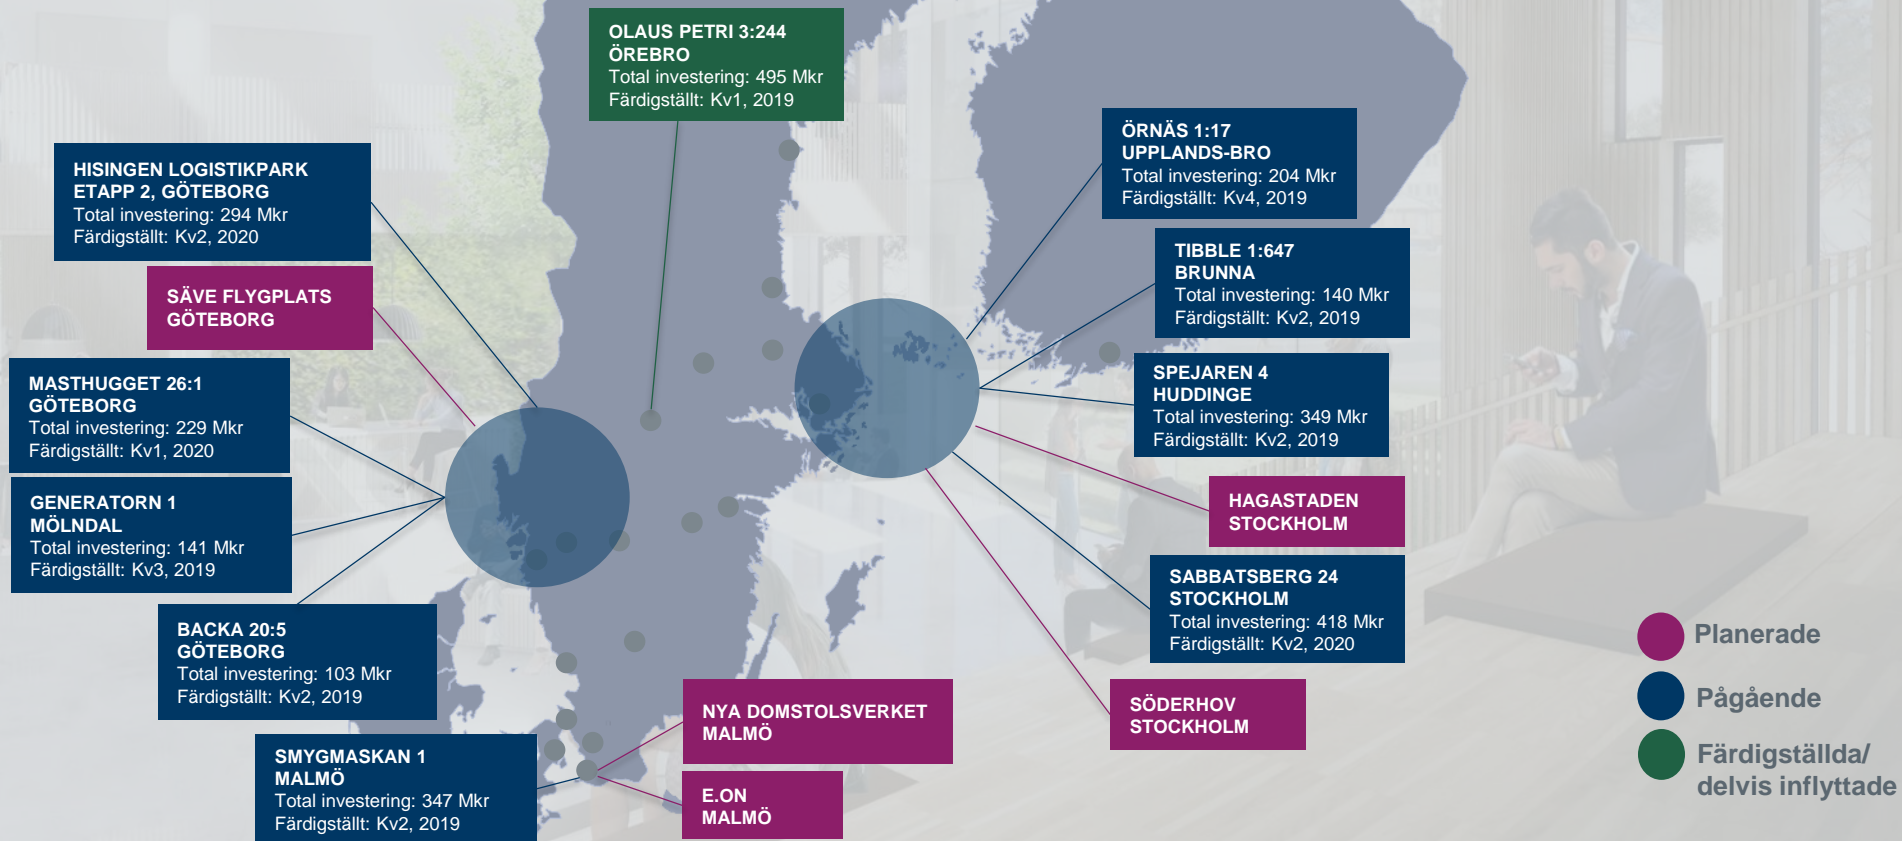 OLAUS PETRI 3:244
ÖREBRO
Total investering: 495 Mkr
Färdigställt: Kv1, 2019
HISINGEN LOGISTIKPARK
ETAPP 2, GÖTEBORG
Total investering: 294 Mkr
Färdigställt: Kv2, 2020
SÄVE FLYGPLATS
GÖTEBORG
MASTHUGGET 26:1
GÖTEBORG
Total investering: 229 Mkr
Färdigställt: Kv1, 2020
GENERATORN 1
MÖLNDAL
Total investering: 141 Mkr
Färdigställt: Kv3, 2019
BACKA 20:5
GÖTEBORG
Total investering: 103 Mkr
Färdigställt: Kv2, 2019
SMYGMASKAN 1
MALMÖ
Total investering: 347 Mkr
Färdigställt: Kv2, 2019
NYA DOMSTOLSVERKET
MALMÖ
E.ON
MALMÖ
ÖRNÄS 1:17
UPPLANDS-BRO
Total investering: 204 Mkr
Färdigställt: Kv4, 2019
TIBBLE 1:647
BRUNNA
Total investering: 140 Mkr
Färdigställt: Kv2, 2019
SPEJAREN 4
HUDDINGE
Total investering: 349 Mkr
Färdigställt: Kv2, 2019
HAGASTADEN
STOCKHOLM
SABBATSBERG 24
STOCKHOLM
Total investering: 418 Mkr
Färdigställt: Kv2, 2020
SÖDERHOV
STOCKHOLM
Planerade
Pågående
Färdigställda/
delvis inflyttade